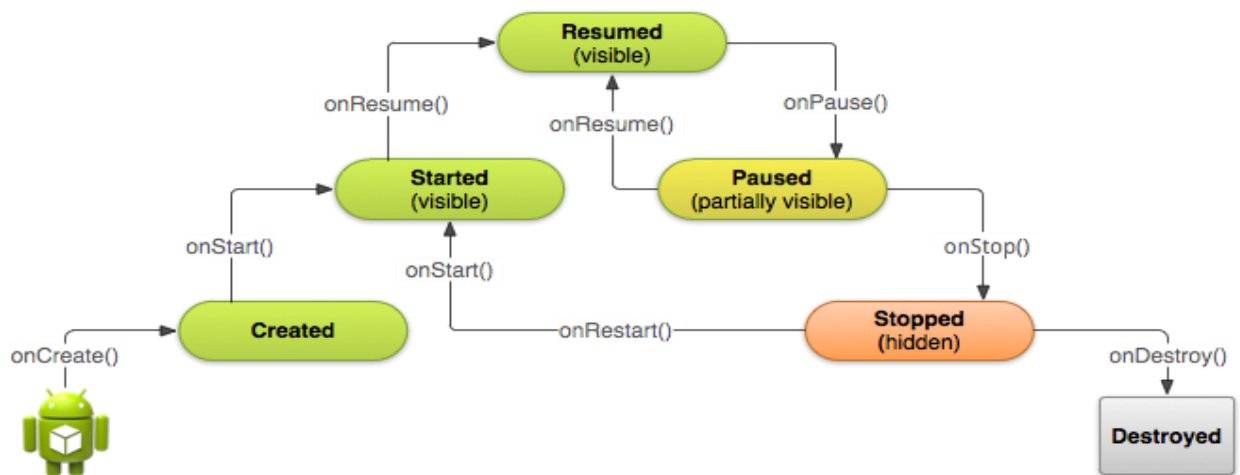 Resumed
(visible)
onResume()
onPause()
onResume()
Started
(visible)
Paused
(partially visible)
onStart()
onStart()
onStop()
Created
onRestart()
Stopped
(hidden)
onCreate()
onDestroy()
Destroyed